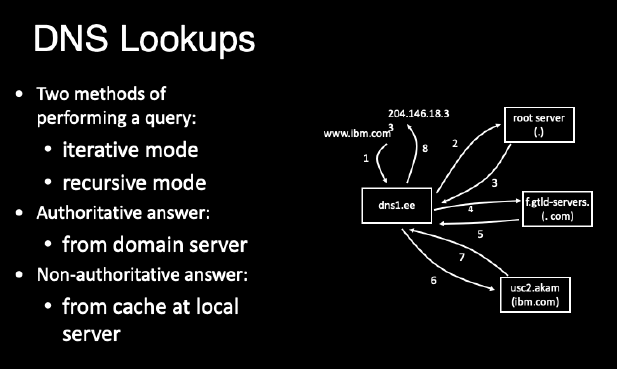 DNS Lookups
• Two methods of
performing a query:
• iterative mode
• recursive mode
• Authoritative answer:
• from domain server
• Non-authoritative answer:
• from cache at local
server
204.146.18.3
3
www.ibm.com
1
8
2
root server
(.)
3
dns1.ee
4
f.gtld-servers.
(. com)
5
7
6
usc2.akam
(ibm.com)